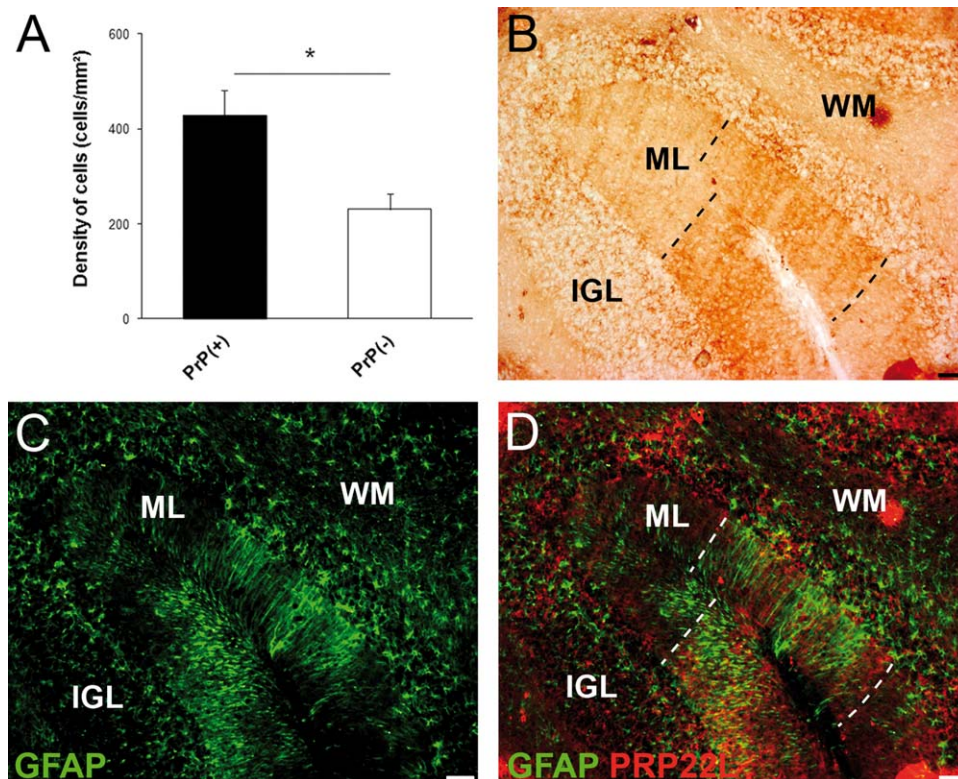 A
600
400
200
0
Density of cells (cells/mm²)
*
PrP(+)
PrP(-)
B
WM
ML
IGL
C
WM
ML
IGL
GFAP
D
WM
ML
IGL
GFAP PRP22L